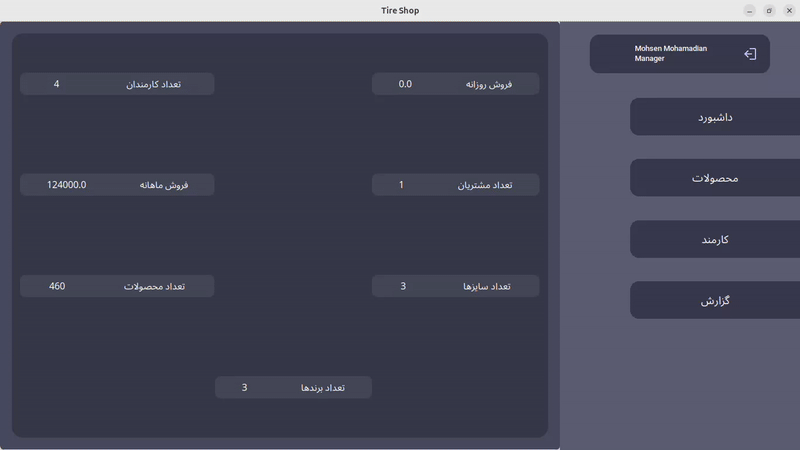 Tire Shop
Mohsen Mohamadian
Manager
داشبورد
محصولات
کارمند
گزارش
فروش روزانه 0.0
تعداد کارمندان 4
تعداد مشتریان 1
فروش ماهانه 124000.0
تعداد سایزها 3
تعداد محصولات 460
تعداد برندها 3